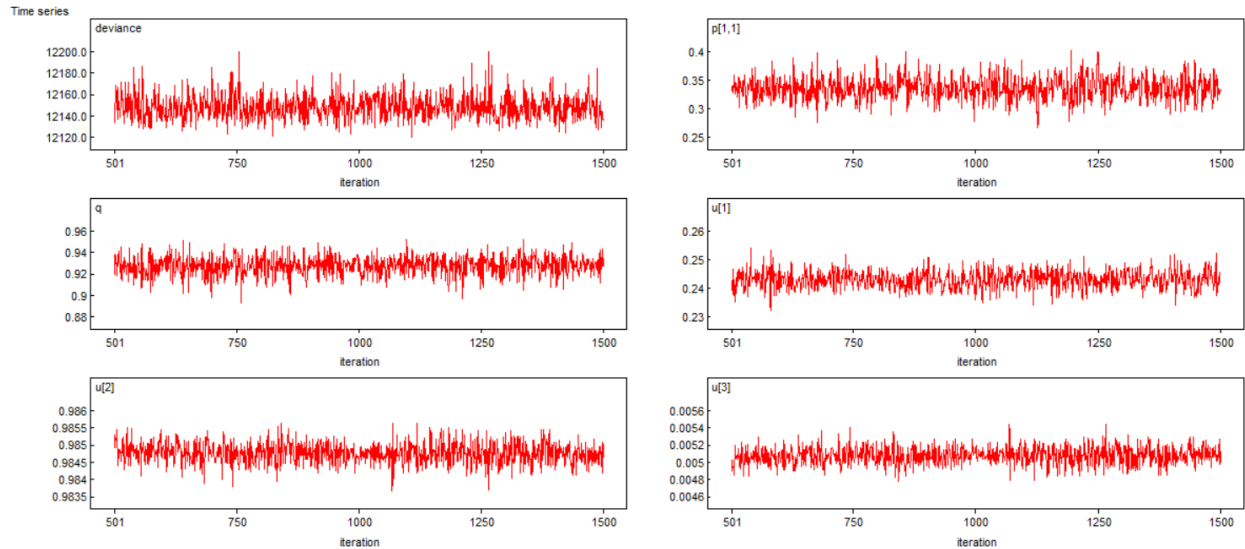 Time series
deviance
12200.0
12180.0
12160.0
12140.0
12120.0
501 750 1000 1250 1500
iteration
p[1,1]
0.4
0.35
0.3
0.25
501 750 1000 1250 1500
iteration
q
0.96
0.94
0.92
0.9
0.88
501 750 1000 1250 1500
iteration
u[1]
0.26
0.25
0.24
0.23
501 750 1000 1250 1500
iteration
u[2]
0.986
0.9855
0.985
0.9845
0.984
0.9835
501 750 1000 1250 1500
iteration
u[3]
0.0056
0.0054
0.0052
0.005
0.0048
0.0046
501 750 1000 1250 1500
iteration